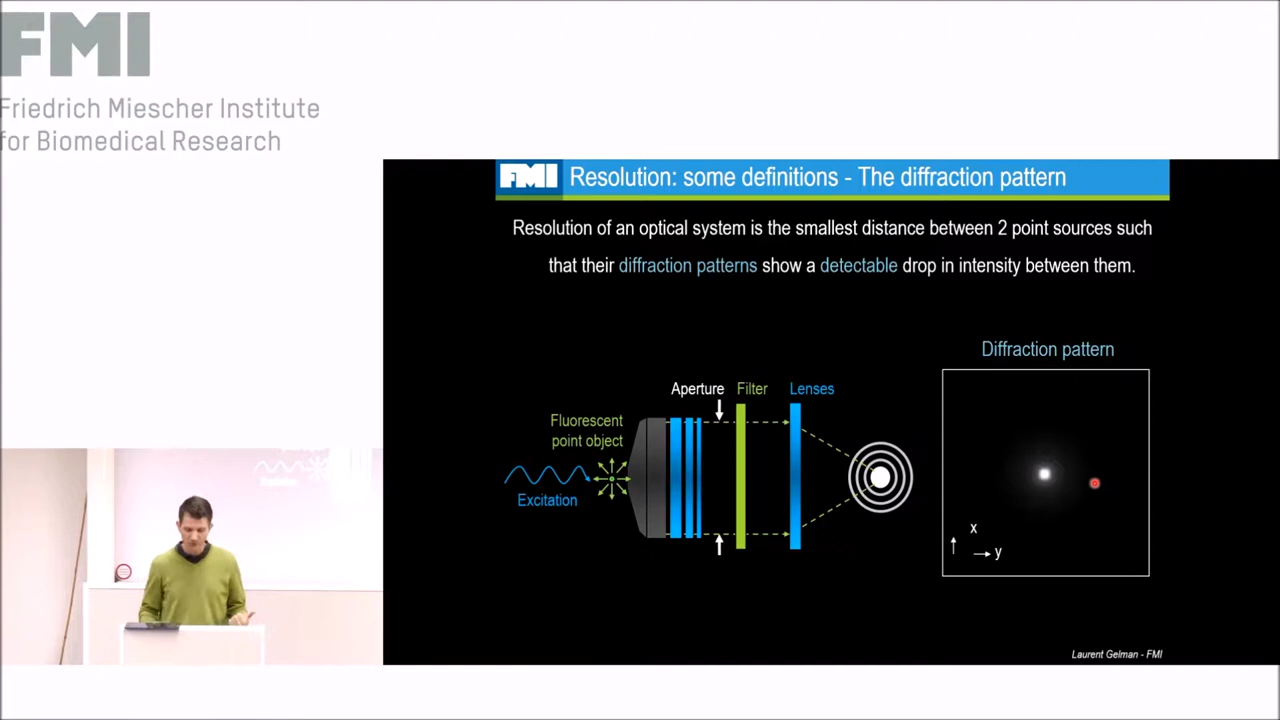 FMI
Friedrich Miescher Institute
for Biomedical Research
FMI Resolution: some definitions - The diffraction pattern
Resolution of an optical system is the smallest distance between 2 point sources such
that their diffraction patterns show a detectable drop in intensity between them.
Diffraction pattern
Aperture Filter Lenses
Fluorescent
point object
Excitation
x
y
Laurent Gelman - FMI